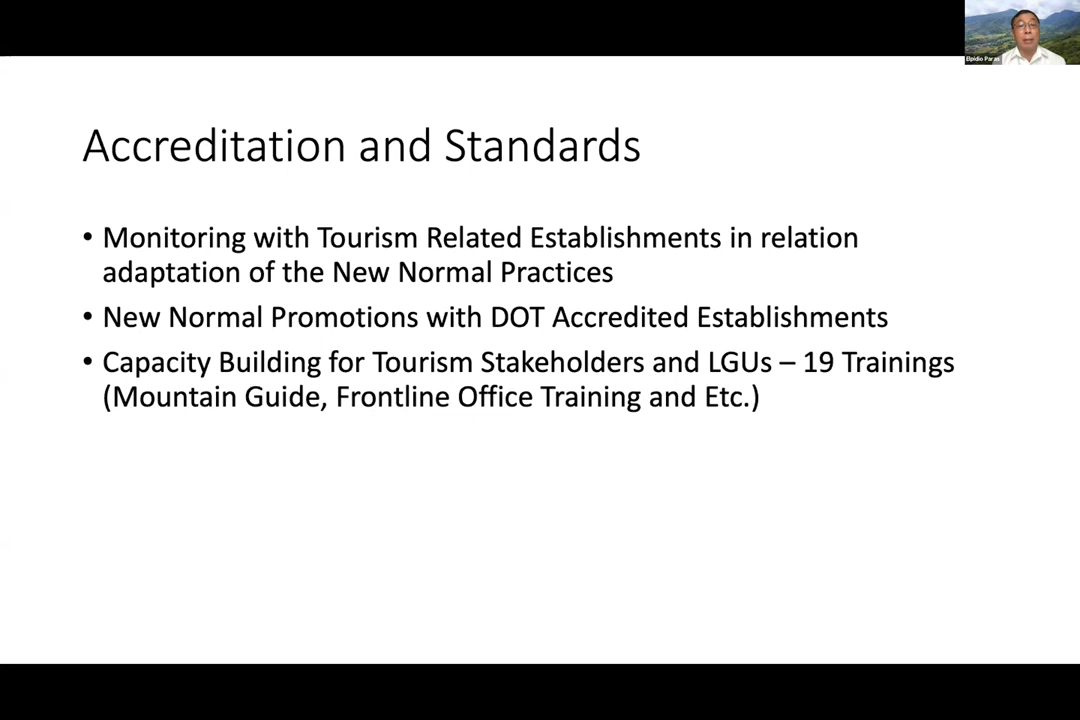 Elpidio Paras
Accreditation and Standards
• Monitoring with Tourism Related Establishments in relation
adaptation of the New Normal Practices
• New Normal Promotions with DOT Accredited Establishments
• Capacity Building for Tourism Stakeholders and LGUs – 19 Trainings
(Mountain Guide, Frontline Office Training and Etc.)